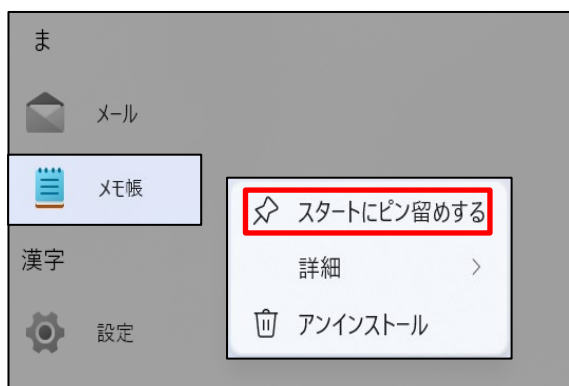 ま
メール
メモ帳
スタートにピン留めする
詳細
アンインストール
漢字
設定